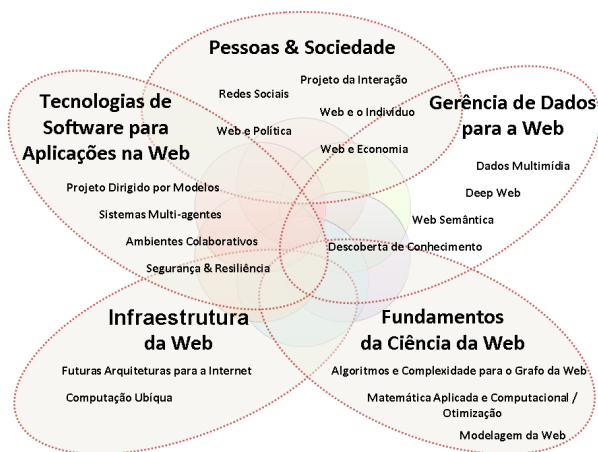 Pessoas & Sociedade
Projeto da Interação
Redes Sociais
Web e o Indivíduo
Web e Política
Web e Economia
Tecnologias de
Software para
Aplicações na Web
Projeto Dirigido por Modelos
Sistemas Multi-agentes
Ambientes Colaborativos
Segurança & Resiliência
Gerência de Dados
para a Web
Dados Multimídia
Deep Web
Web Semântica
Descoberta de Conhecimento
Infraestrutura
da Web
Futuras Arquiteturas para a Internet
Computação Ubíqua
Fundamentos
da Ciência da Web
Algoritmos e Complexidade para o Grafo da Web
Matemática Aplicada e Computacional /
Otimização
Modelagem da Web